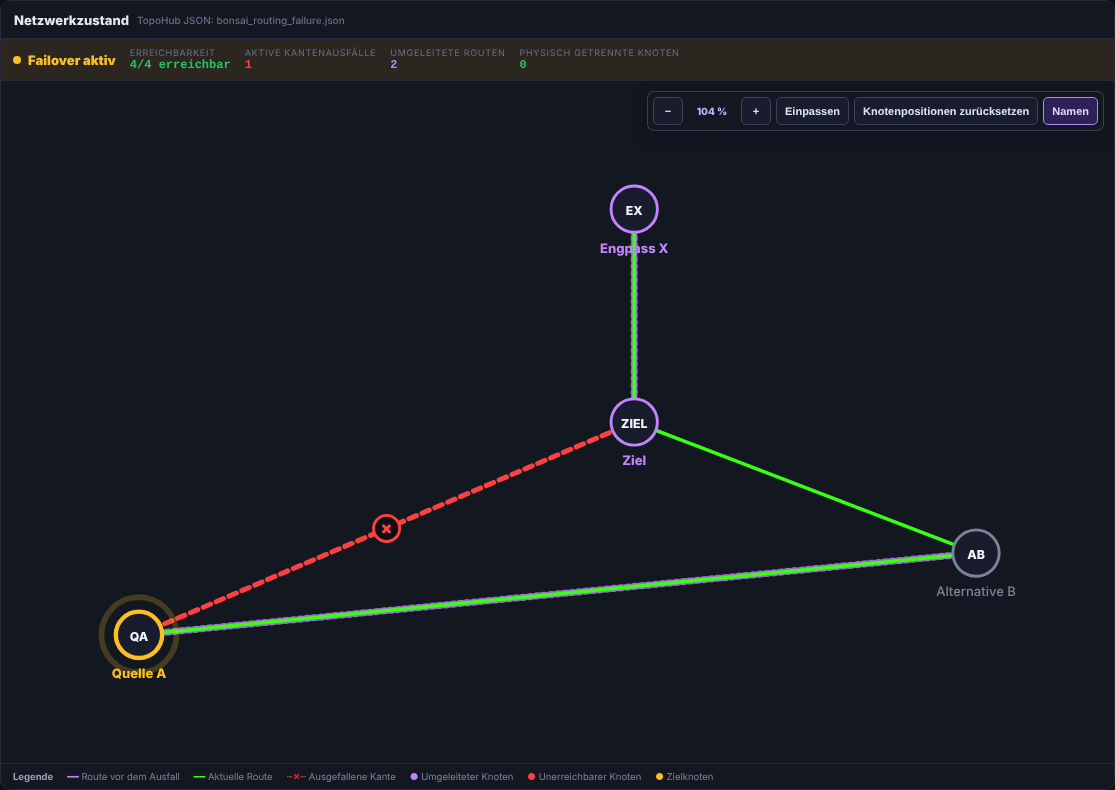 Netzwerkzustand TopoHub JSON: bonsai_routing_failure.json
Failover aktiv
ERREICHBARKEIT
4/4 erreichbar
AKTIVE KANTENAUSFÄLLE
1
UMGELEITETE ROUTEN
2
PHYSISCH GETRENNTE KNOTEN
0
− 104 % + Einpassen Knotenpositionen zurücksetzen Namen
EX
Engpass X
ZIEL
Ziel
AB
Alternative B
QA
Quelle A
Legende Route vor dem Ausfall Aktuelle Route Ausgefallene Kante Umgeleiteter Knoten Unerreichbarer Knoten Zielknoten